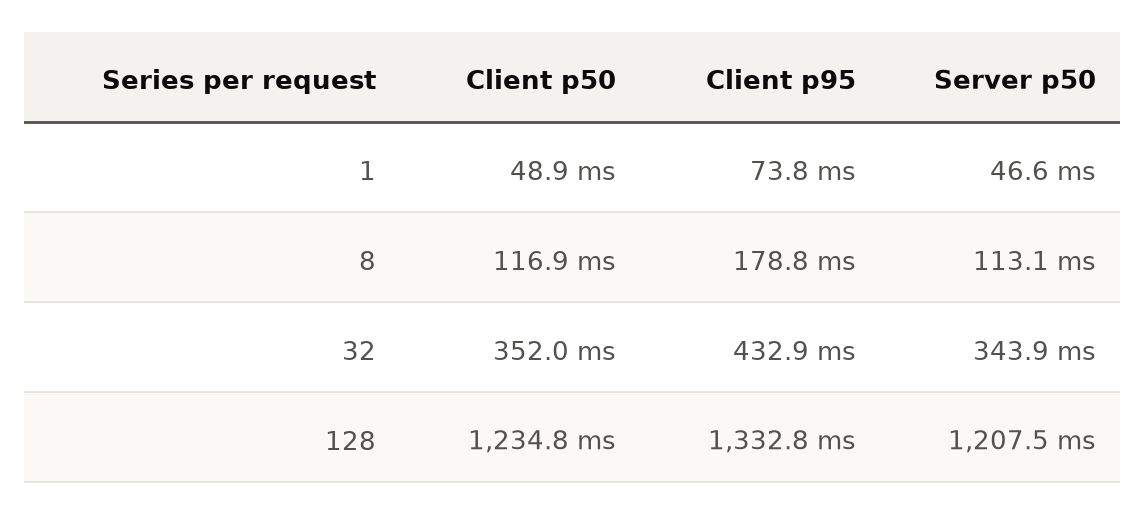 Series per request Client p50 Client p95 Server p50
1 48.9 ms 73.8 ms 46.6 ms
8 116.9 ms 178.8 ms 113.1 ms
32 352.0 ms 432.9 ms 343.9 ms
128 1,234.8 ms 1,332.8 ms 1,207.5 ms